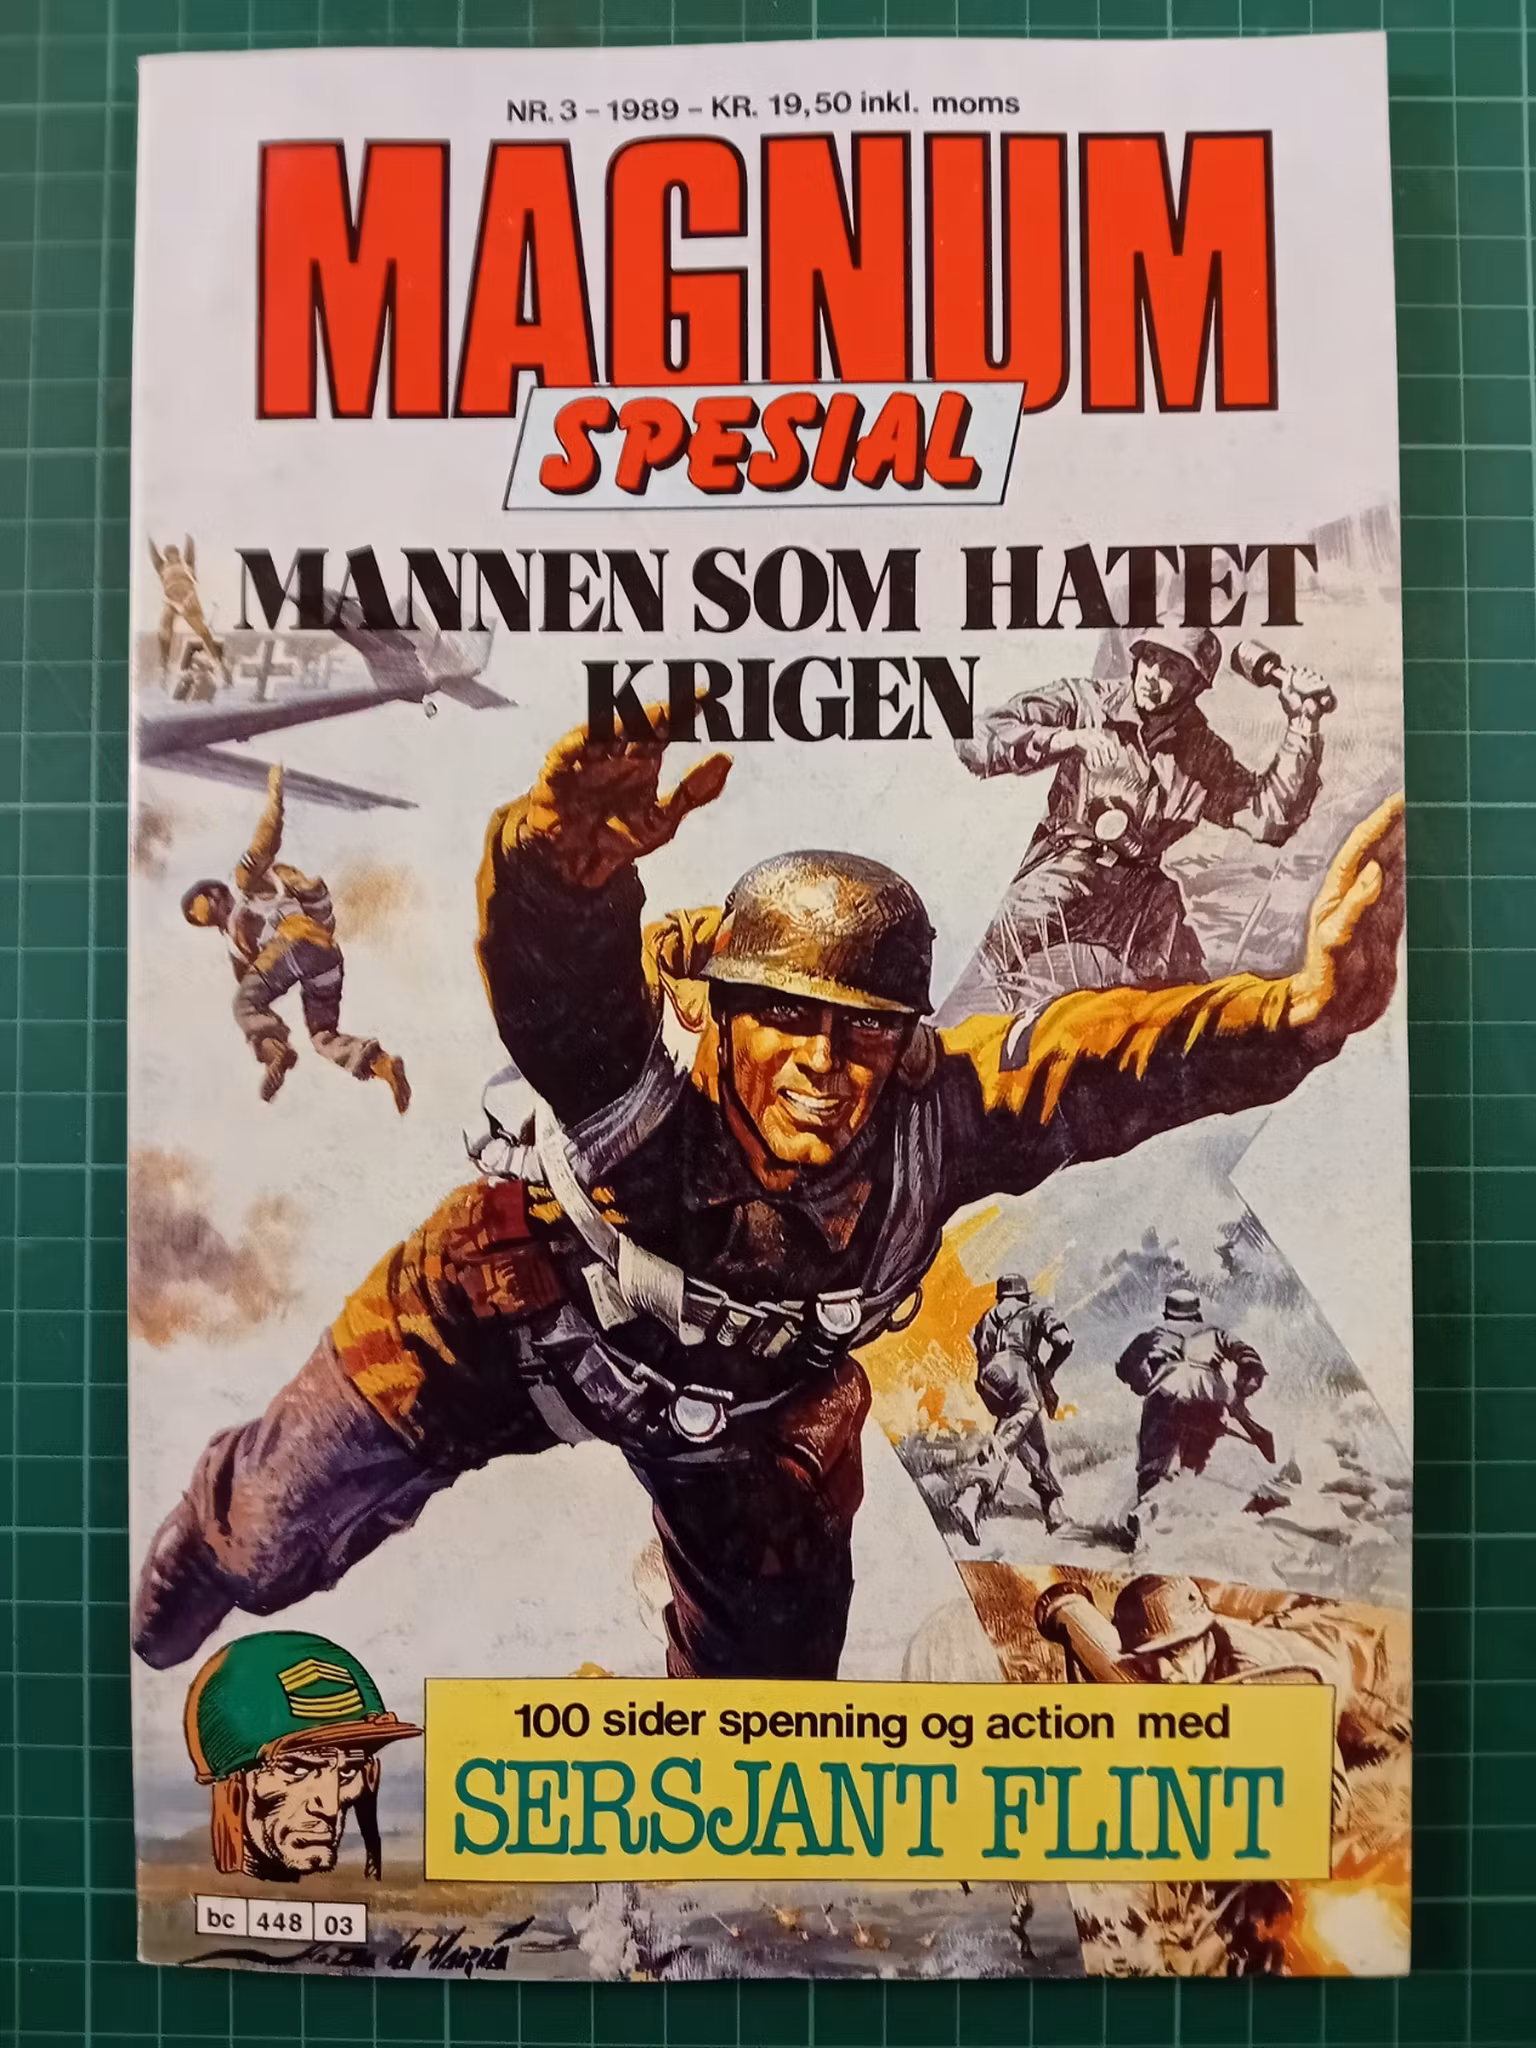 NR. 3 – 1989 – KR. 19,50 inkl. moms
MAGNUM
SPESIAL
MANNEN SOM HATET
KRIGEN
100 sider spenning og action med
SERSJANT FLINT
bc 448 03